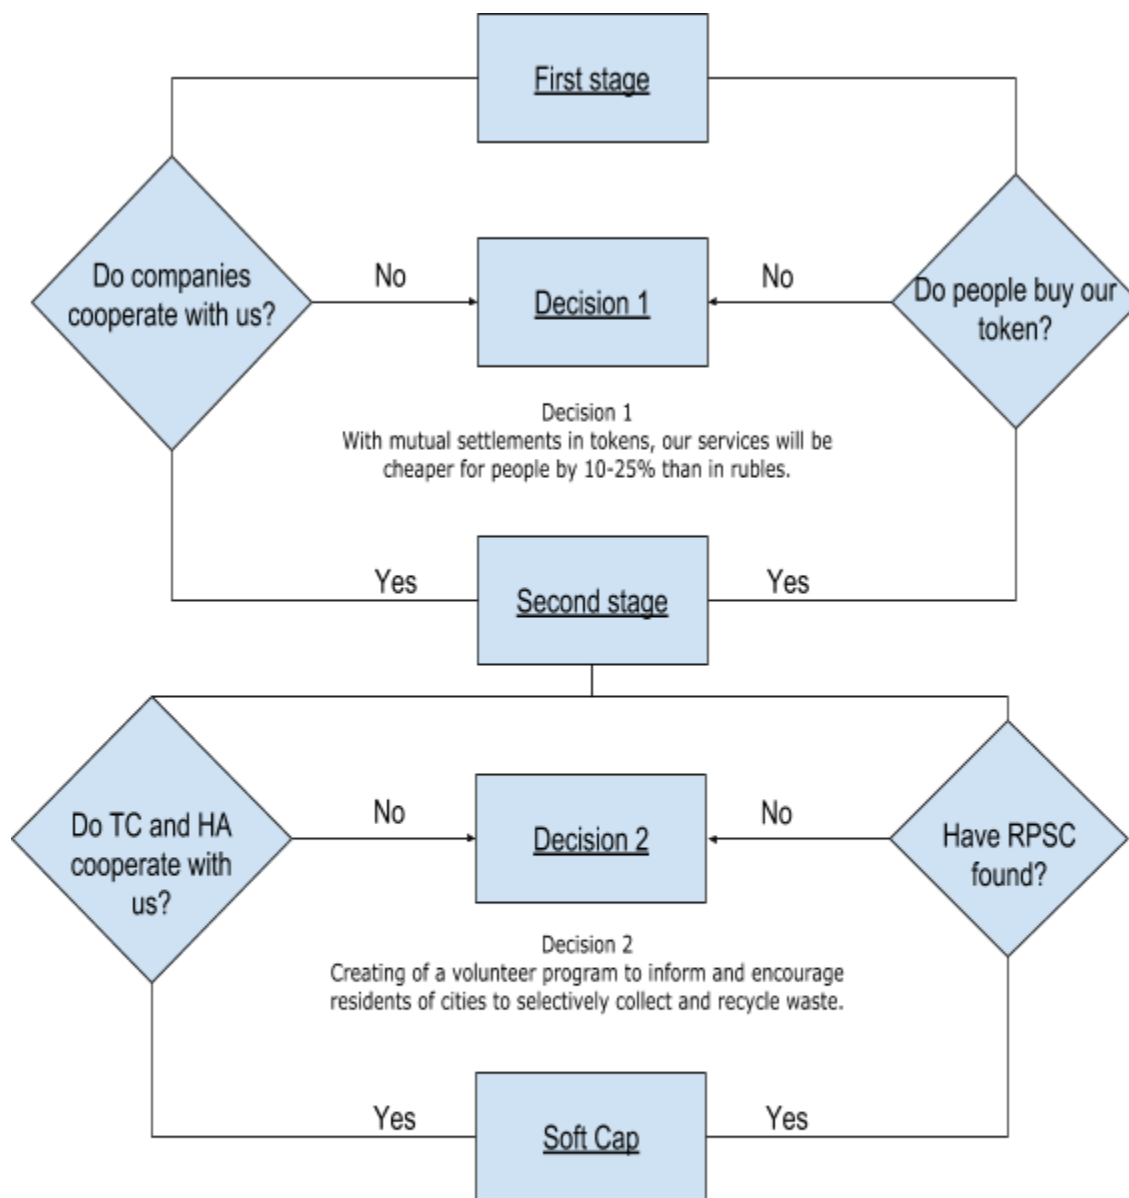 First stage
Do companies
cooperate with us?
No
Decision 1
No
Do people buy our
token?
Decision 1
With mutual settlements in tokens, our services will be
cheaper for people by 10-25% than in rubles.
Yes
Second stage
Yes
Do TC and HA
cooperate with
us?
No
Decision 2
No
Have RPSC
found?
Decision 2
Creating of a volunteer program to inform and encourage
residents of cities to selectively collect and recycle waste.
Yes
Soft Cap
Yes